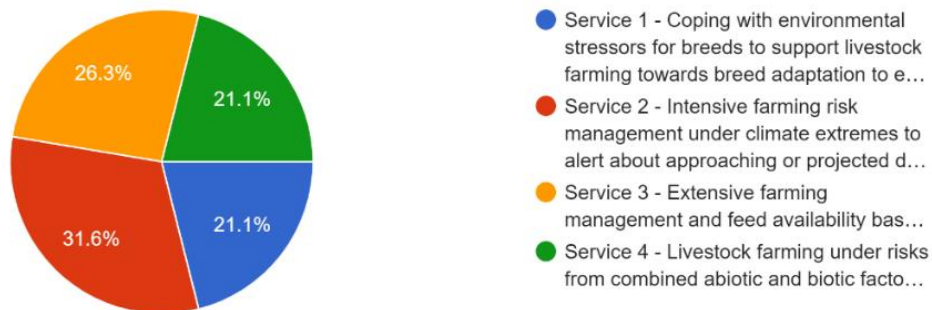 26.3%
21.1%
31.6%
21.1%
Service 1 - Coping with environmental
stressors for breeds to support livestock
farming towards breed adaptation to e...
Service 2 - Intensive farming risk
management under climate extremes to
alert about approaching or projected d...
Service 3 - Extensive farming
management and feed availability bas...
Service 4 - Livestock farming under risks
from combined abiotic and biotic facto...